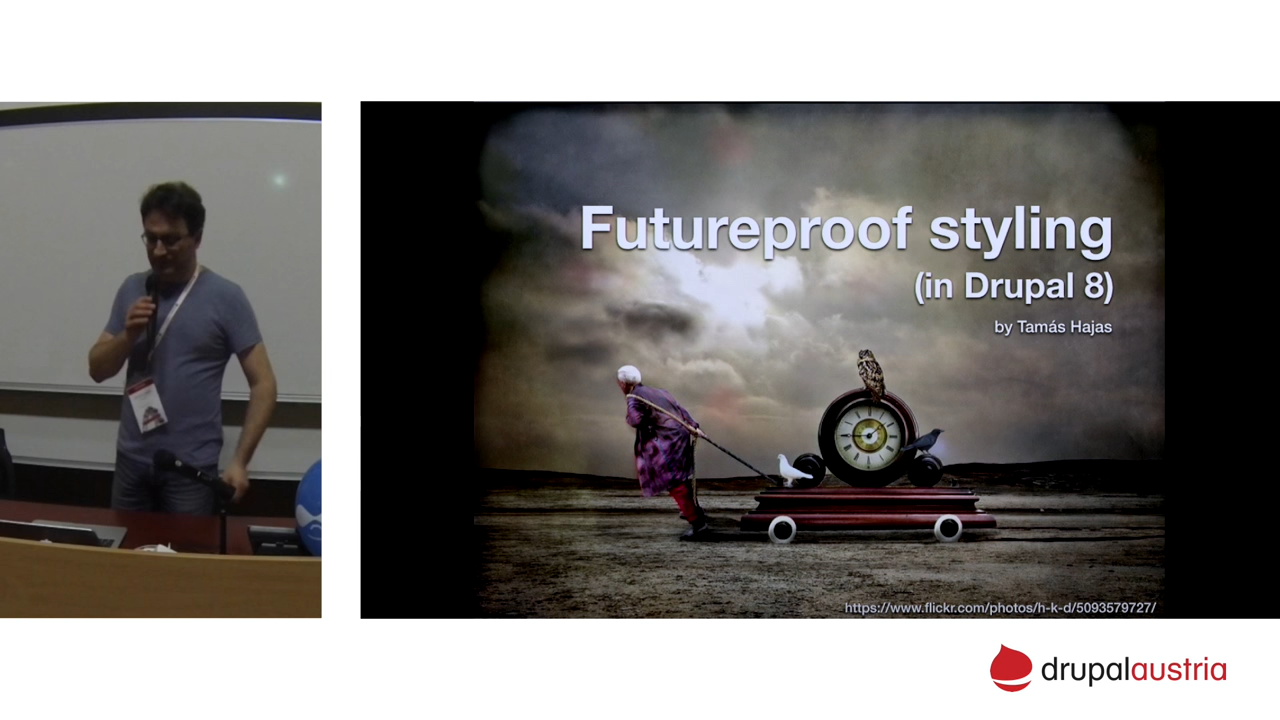 Futureproof styling
(in Drupal 8)
by Tamás Hajas
https://www.flickr.com/photos/h-k-d/5093579727/
drupalaustria